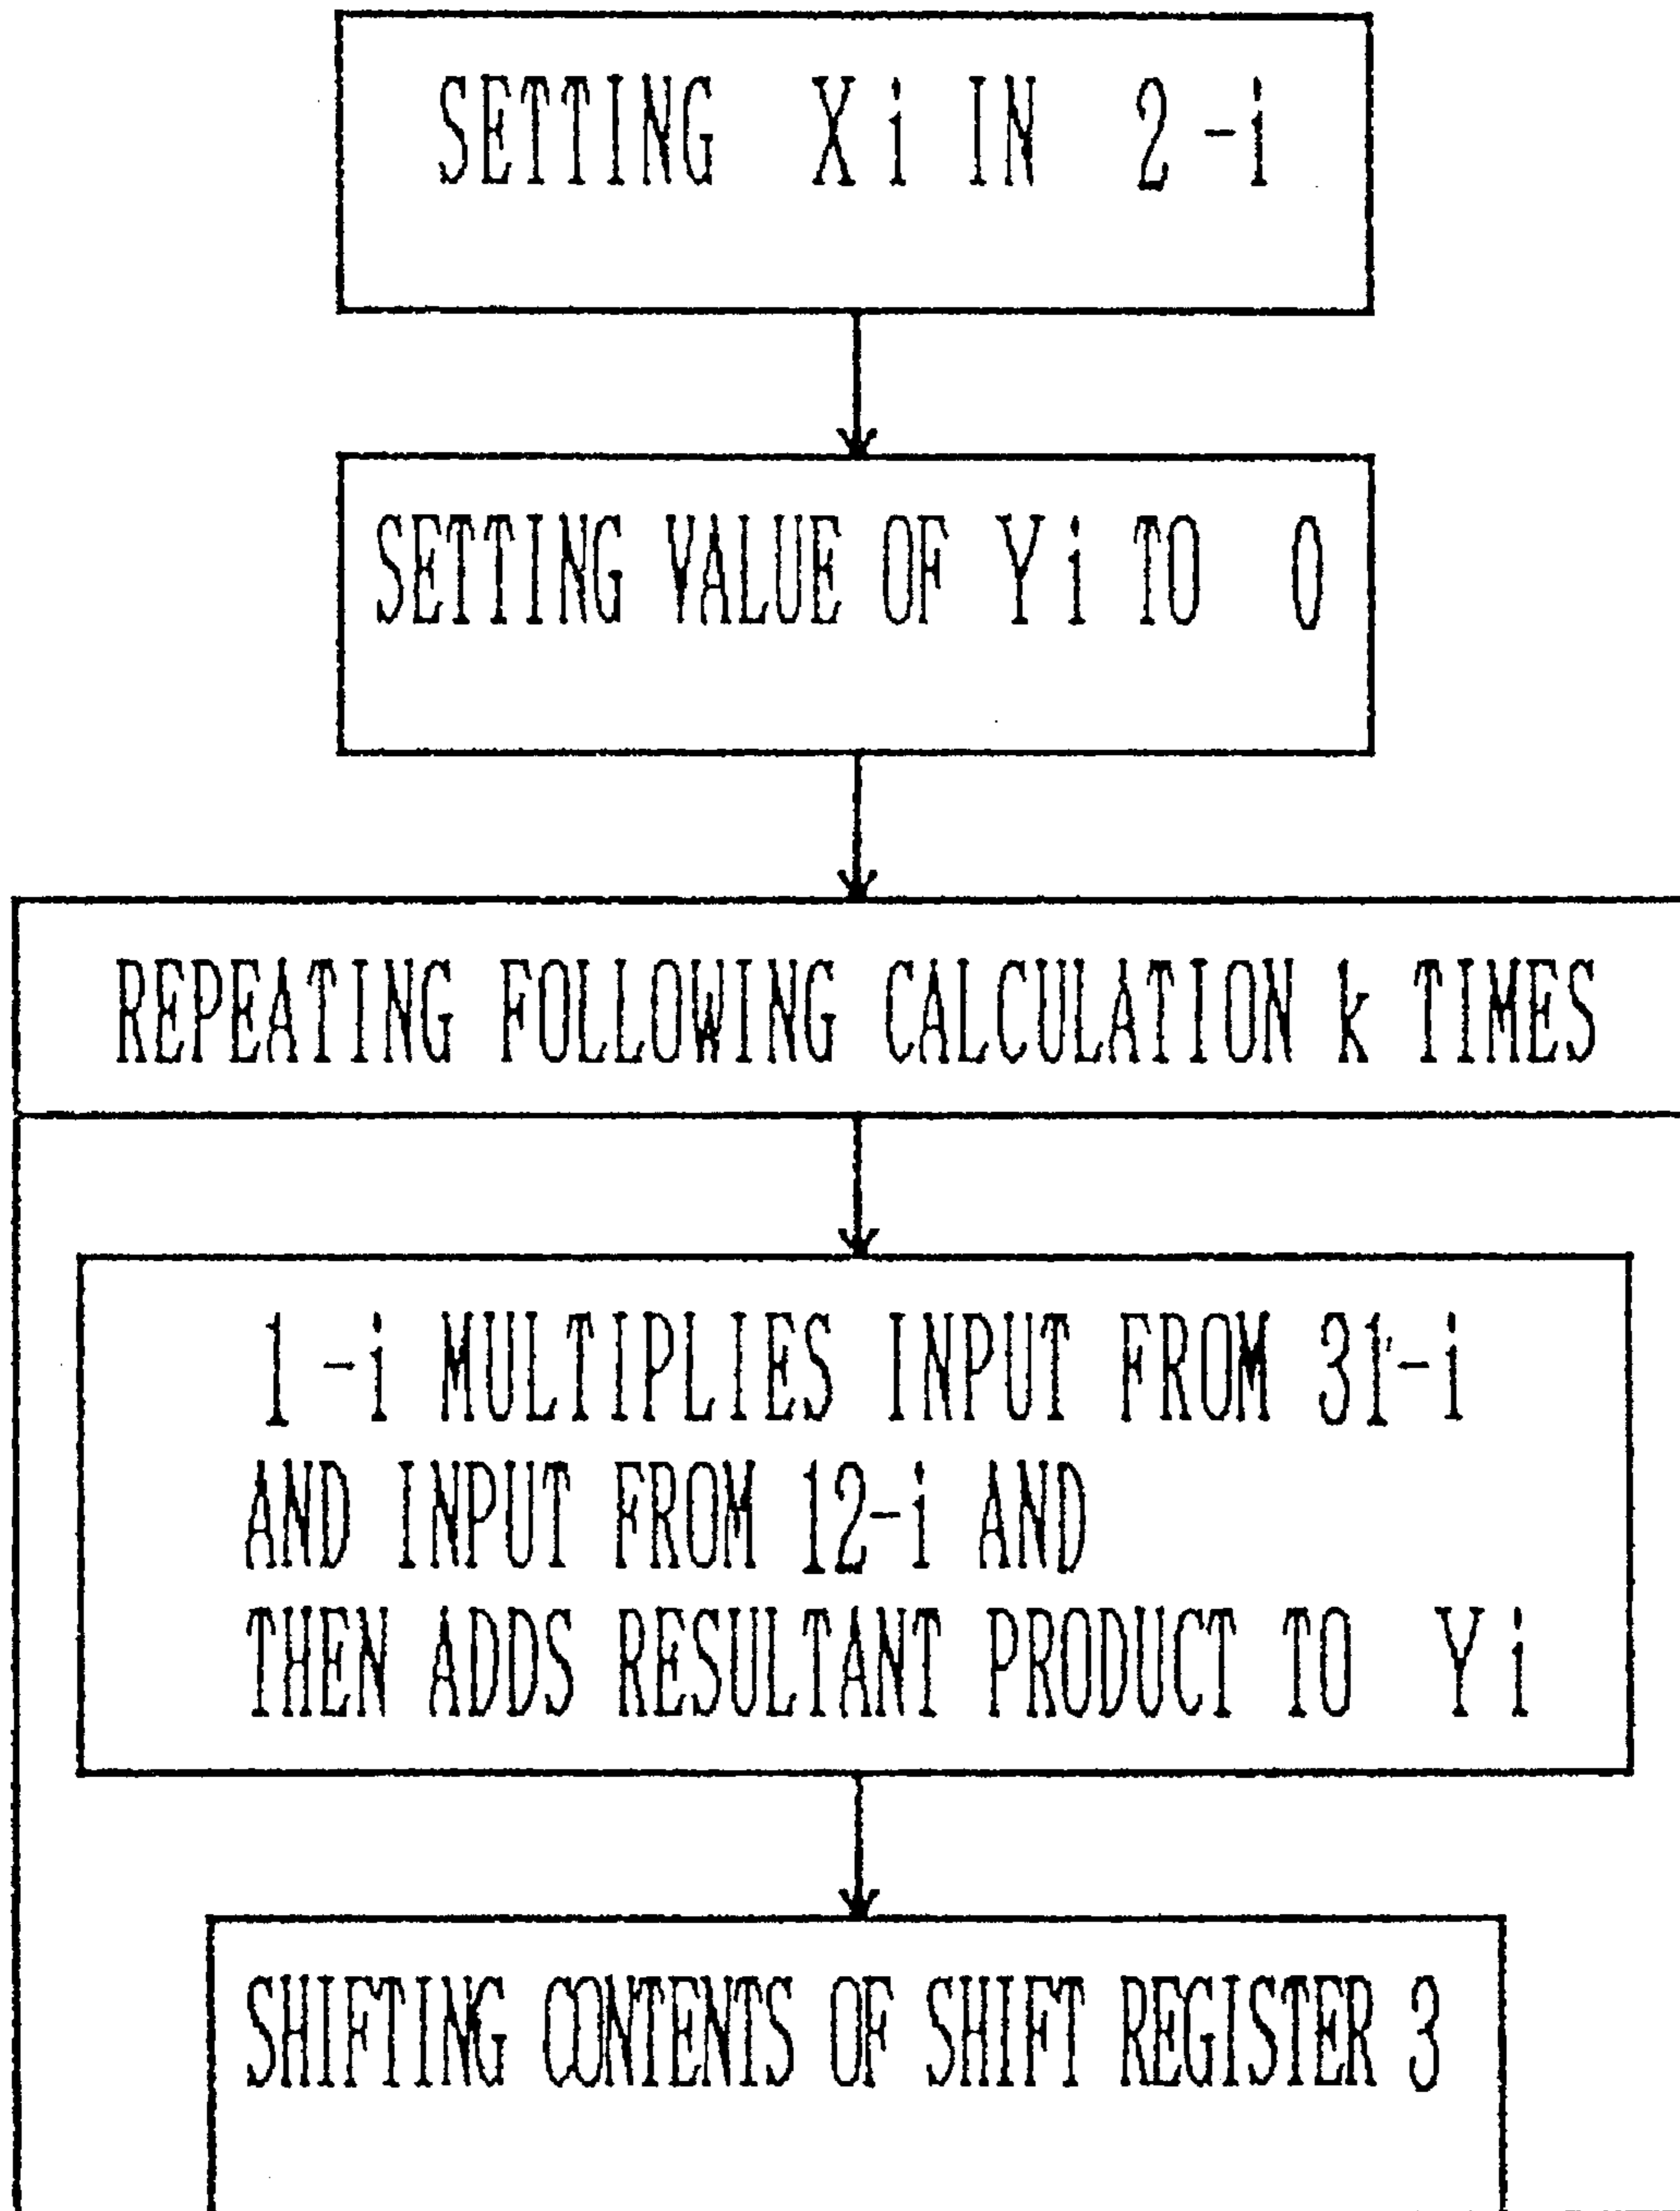 SETTING Xi IN 2-i
SETTING VALUE OF Yi TO 0
REPEATING FOLLOWING CALCULATION k TIMES
1-i MULTIPLIES INPUT FROM 31-i
AND INPUT FROM 12-i AND
THEN ADDS RESULTANT PRODUCT TO Yi
SHIFTING CONTENTS OF SHIFT REGISTER 3